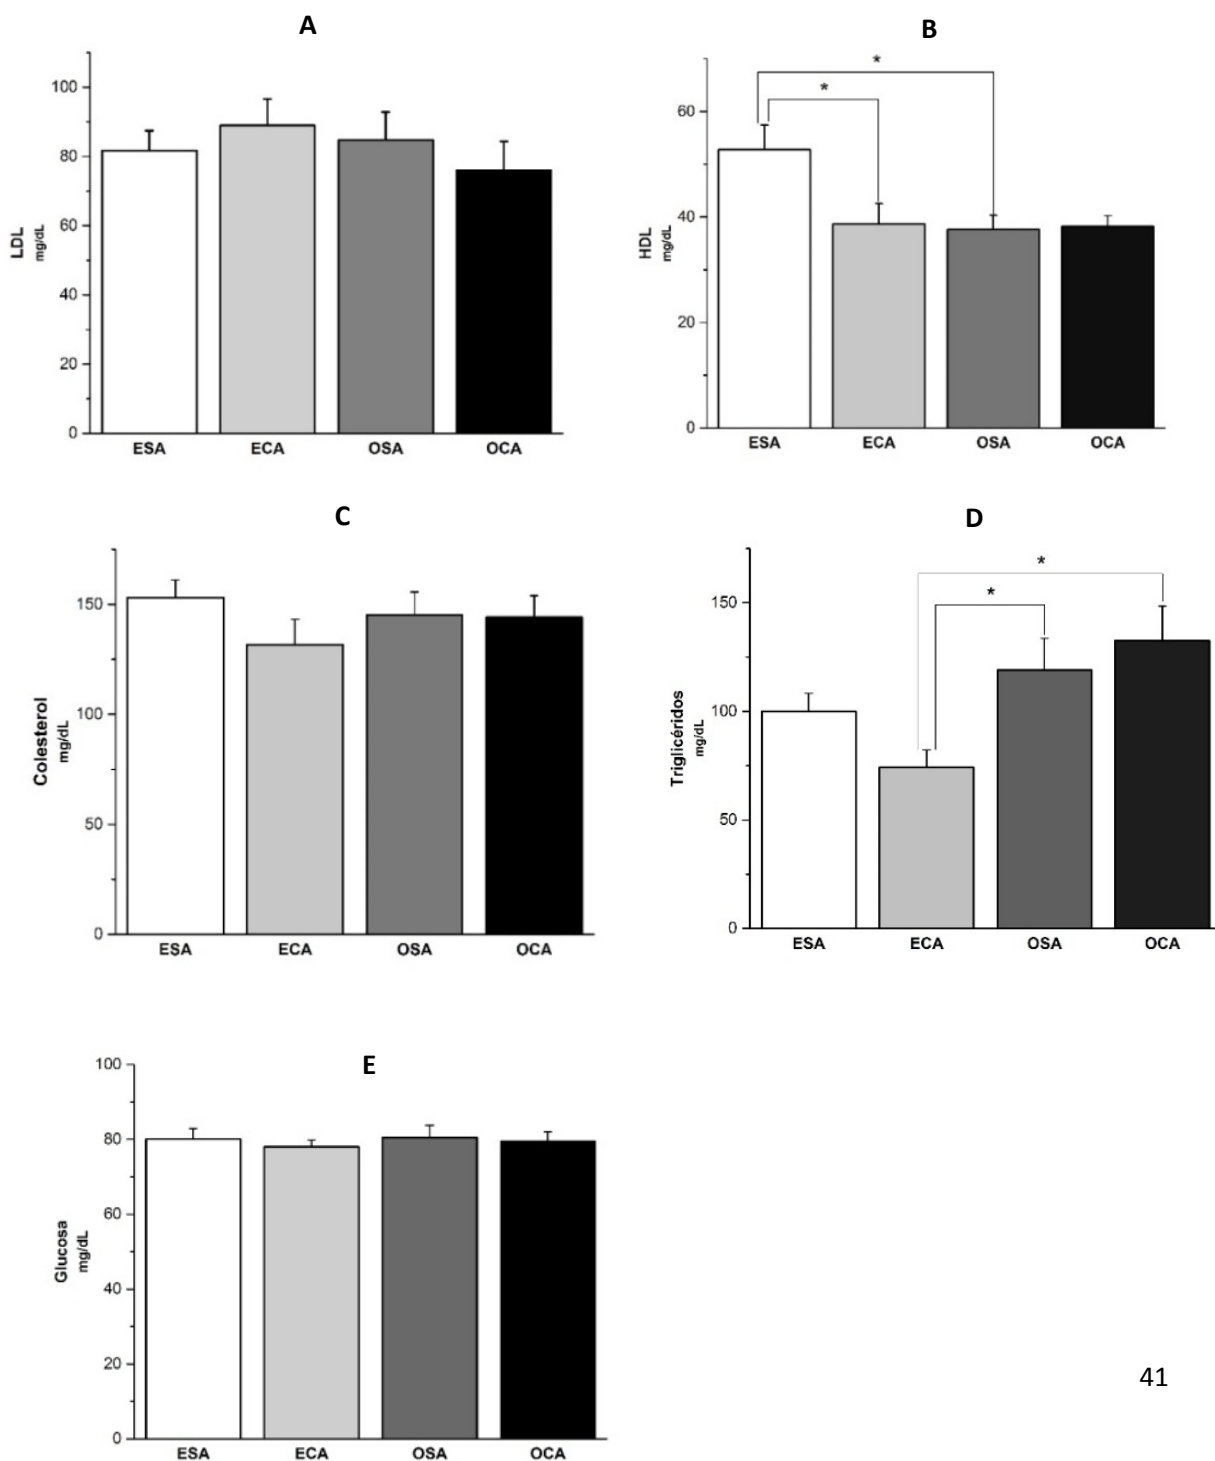 A
LDL
mg/dL
100
80
60
40
20
0
ESA ECA OSA OCA
B
HDL
mg/dL
60
40
20
0
*
*
ESA ECA OSA OCA
C
Colesterol
mg/dL
150
100
50
0
ESA ECA OSA OCA
D
Triglicéridos
mg/dL
150
100
50
0
*
*
ESA ECA OSA OCA
E
Glucosa
mg/dL
100
80
60
40
20
0
ESA ECA OSA OCA
41